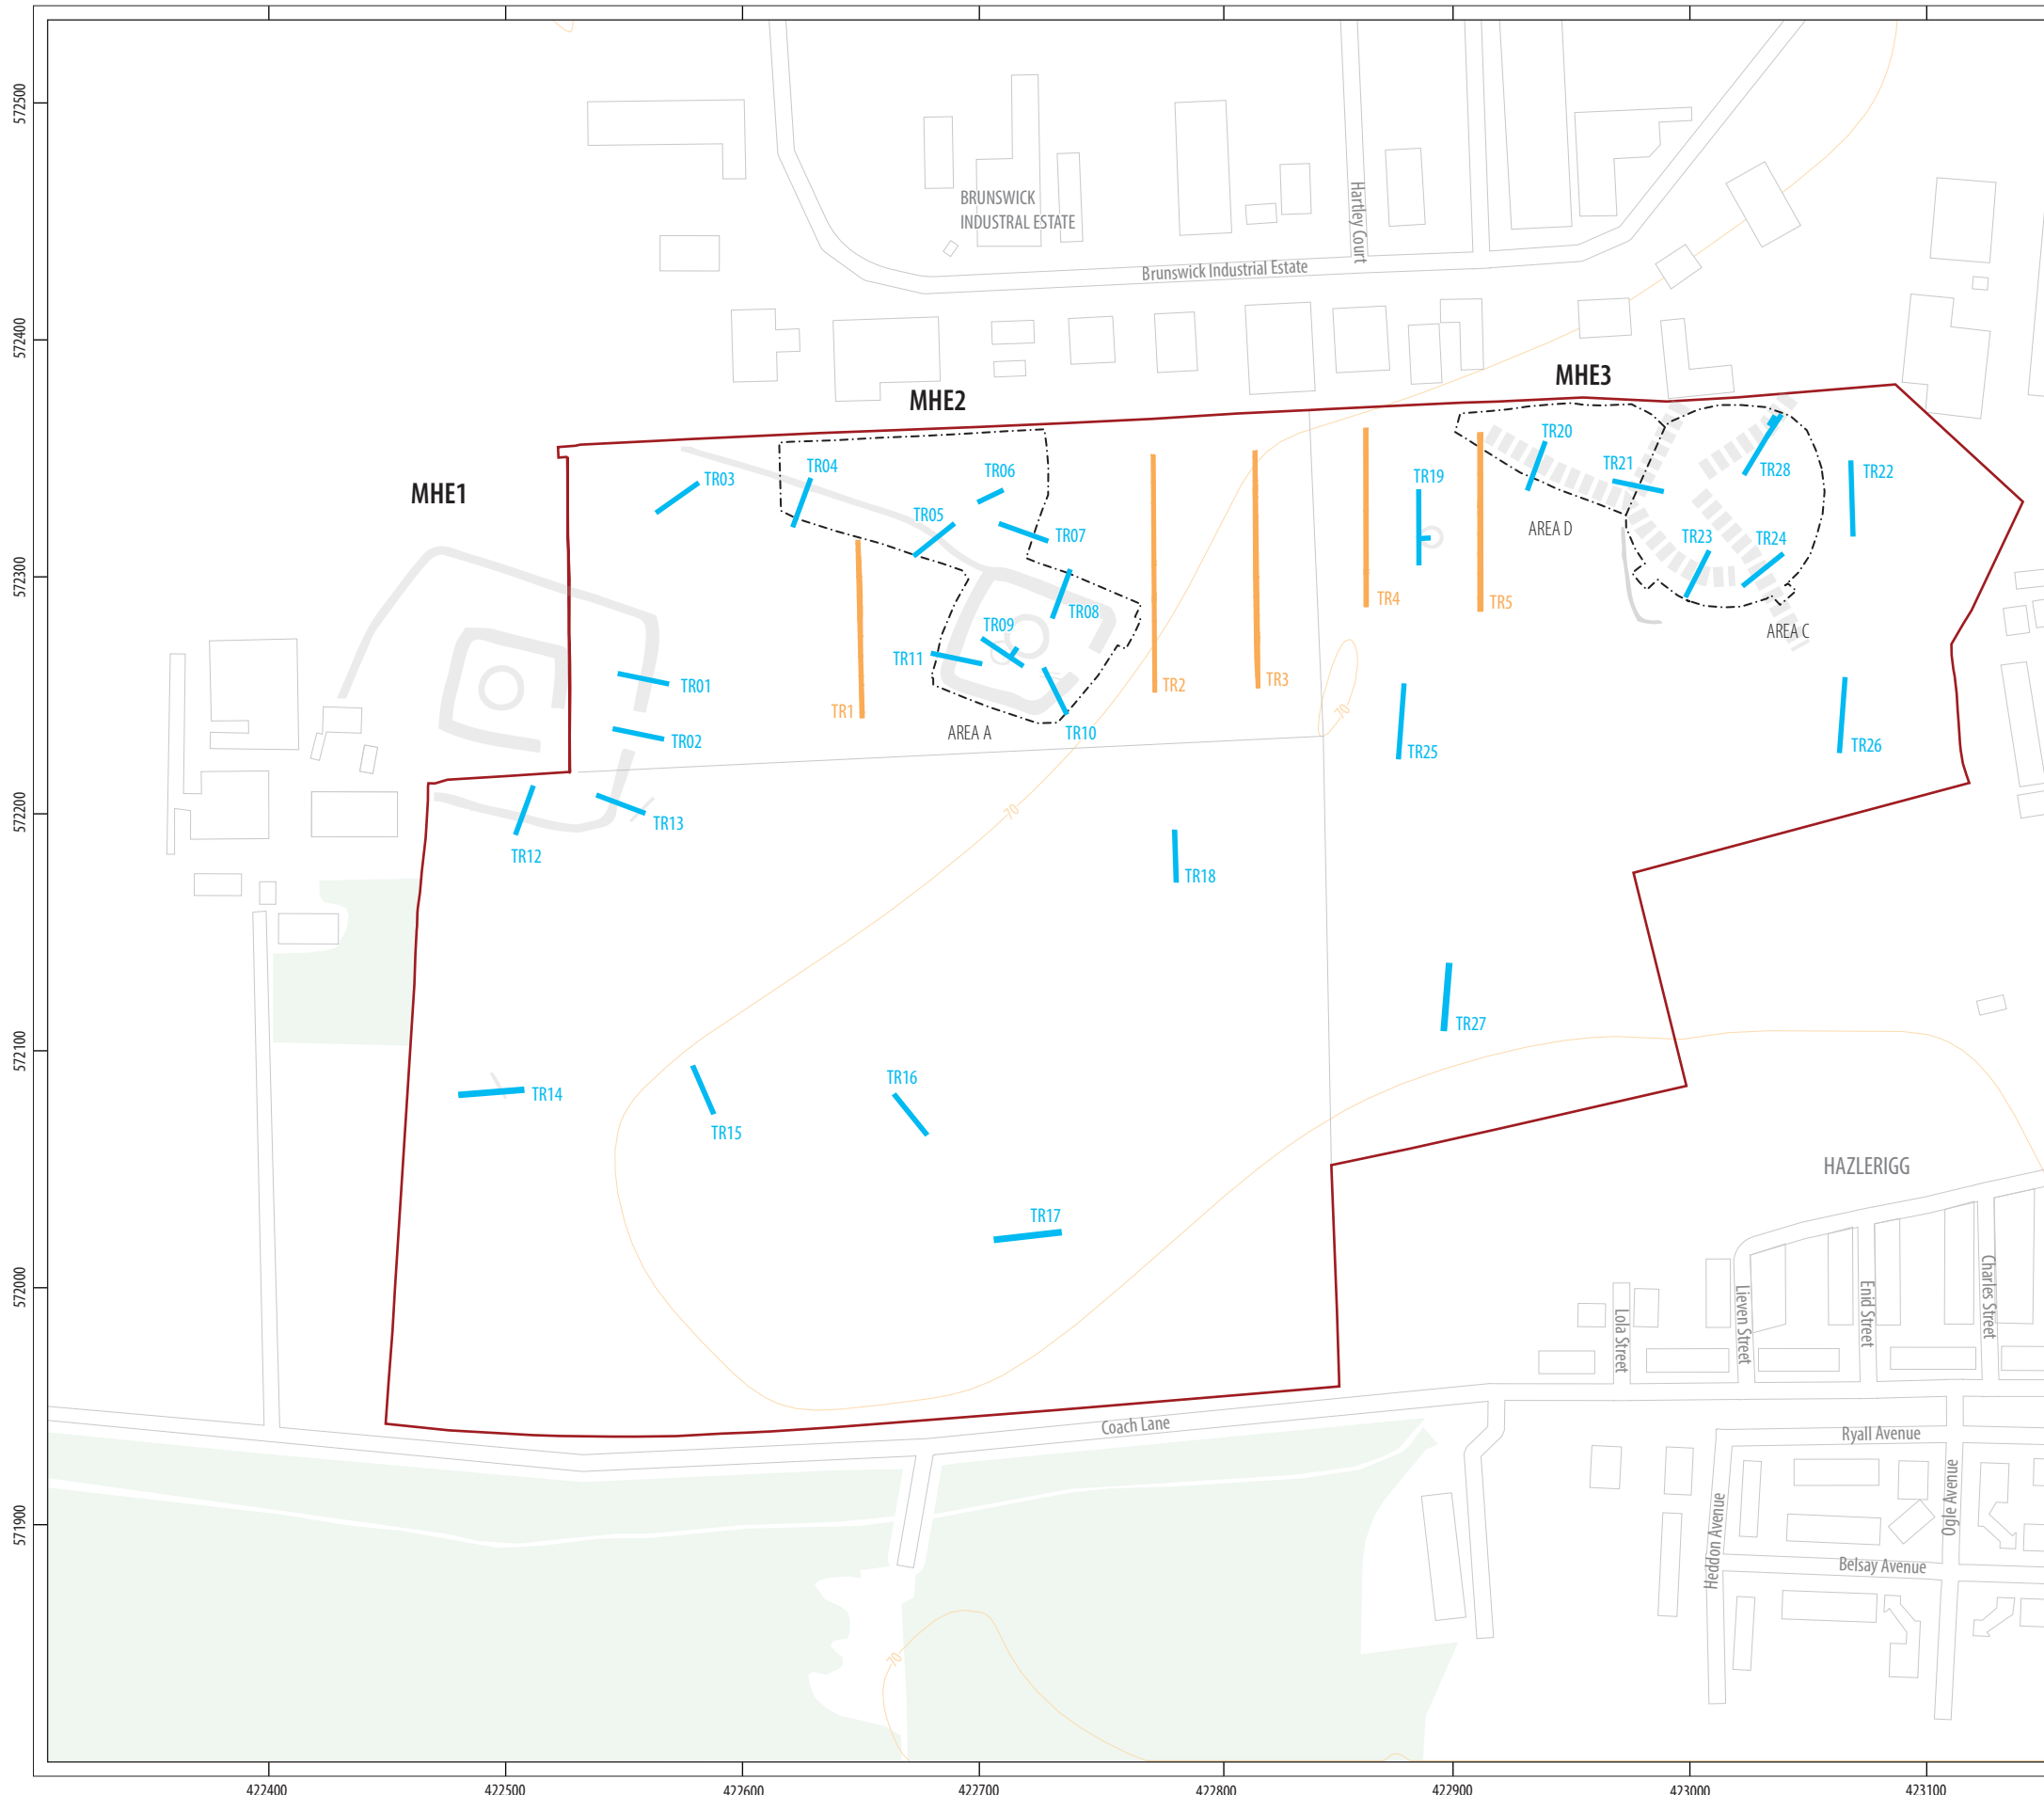 572500
BRUNSWICK
INDUSTRAL ESTATE
Hartley Court
Brunswick Industrial Estate
572400
MHE3
MHE2
MHE1
TR20
TR04
TR06
TR21
TR28
TR22
TR03
TR19
TR05
AREA D
TR07
TR23
TR24
572300
TR4
TR5
TR08
TR09
AREA C
TR11
TR3
TR01
TR2
TR1
70
AREA A
TR10
TR02
TR25
TR26
572200
70
TR13
TR12
TR18
572100
TR27
TR16
TR14
TR15
HAZLERIGG
TR17
572000
Lola Street
Lieven Street
Enid Street
Charles Street
Coach Lane
Ryall Avenue
571900
Heddon Avenue
Ogle Avenue
Belsay Avenue
70
422400
422500
422600
422700
422800
422900
423000
423100